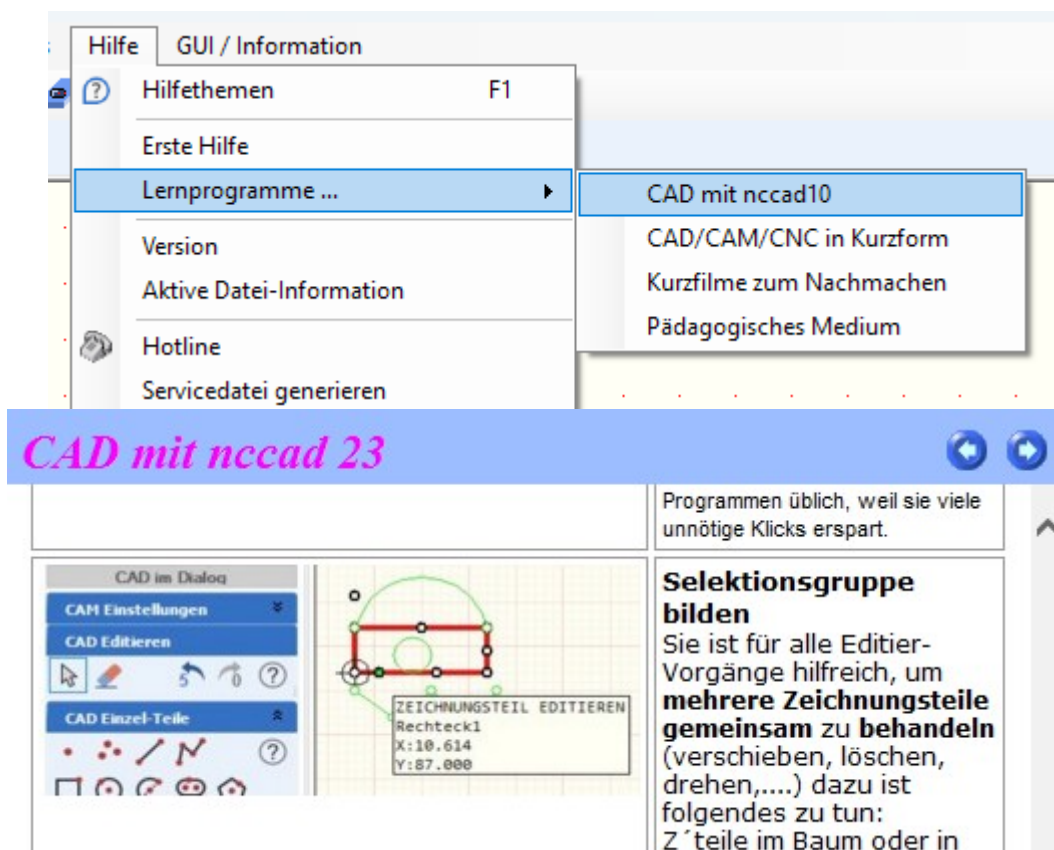 Hilfe GUI / Information
Hilfethemen F1
Erste Hilfe
Lernprogramme ...
Version
Aktive Datei-Information
Hotline
Servicedatei generieren
CAD mit nccad10
CAD/CAM/CNC in Kurzform
Kurzfilme zum Nachmachen
Pädagogisches Medium
CAD mit nccad 23
Programmen üblich, weil sie viele
unnötige Klicks erspart.
CAD im Dialog
CAM Einstellungen
CAD Editieren
5 6 ?
CAD Einzel-Teile
?
ZEICHNUNGSTEIL EDITIEREN
Rechteck1
X:10.614
Y:87.000
Selektionsgruppe
bilden
Sie ist für alle Editier-
Vorgänge hilfreich, um
mehrere Zeichnungsteile
gemeinsam zu behandeln
(verschieben, löschen,
drehen,....) dazu ist
folgendes zu tun:
Z´teile im Baum oder in